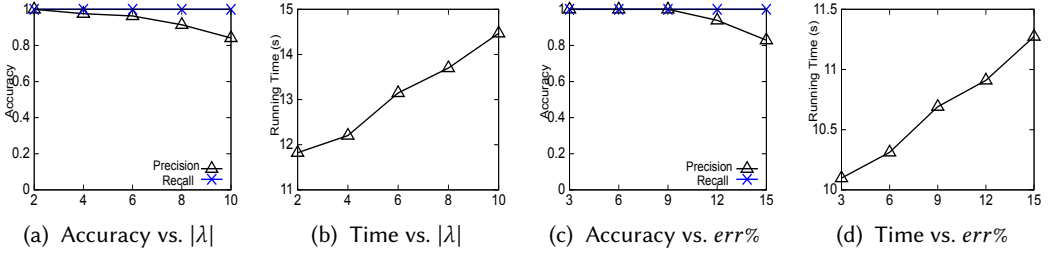 Accuracy
1
0.8
0.6
0.4
0.2
0
Precision
Recall
2 4 6 8 10
(a) Accuracy vs. |λ|
Running Time (s)
15
14
13
12
11
2 4 6 8 10
(b) Time vs. |λ|
Accuracy
1
0.8
0.6
0.4
0.2
0
Precision
Recall
3 6 9 12 15
(c) Accuracy vs. err%
Running Time (s)
11.5
11
10.5
10
3 6 9 12 15
(d) Time vs. err%